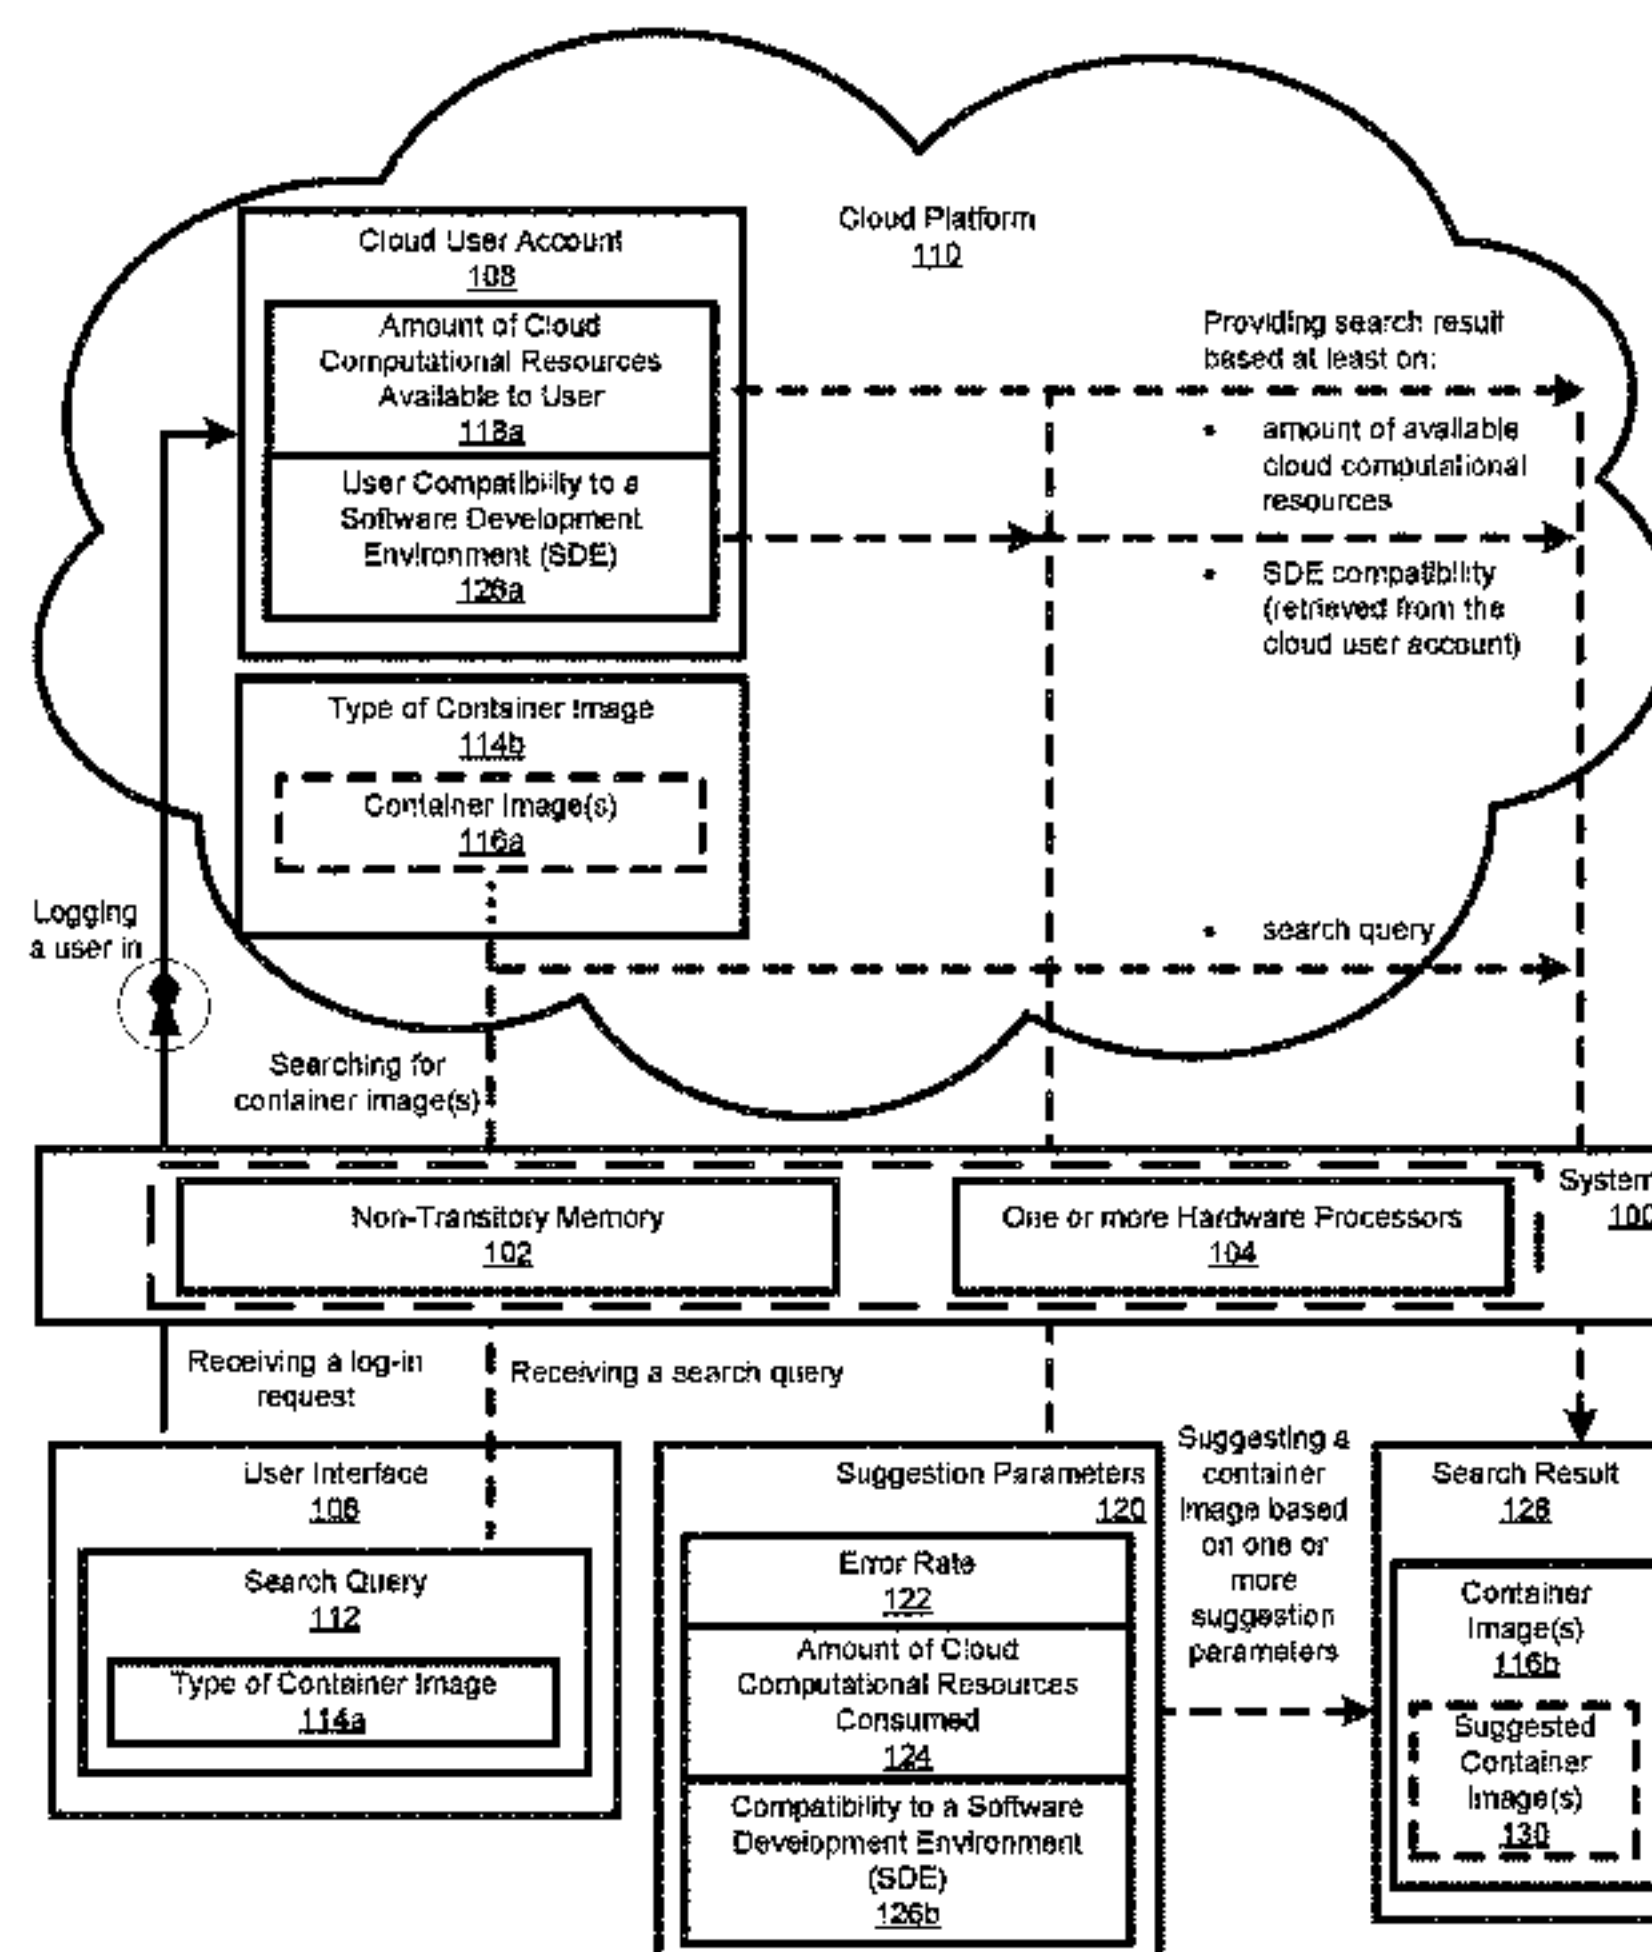 Cloud Platform
110
Cloud User Account
108
Amount of Cloud
Computational Resources
Available to User
118a
User Compatibility to a
Software Development
Environment (SDE)
126a
Providing search result
based at least on:
• amount of available
cloud computational
resources
• SDE compatibility
(retrieved from the
cloud user account)
Type of Container Image
114b
Container Image(s)
116a
• search query
Logging
a user in
Searching for
container image(s)
System
100
Non-Transitory Memory
102
One or more Hardware Processors
104
Receiving a log-in
request
Receiving a search query
User Interface
106
Search Query
112
Type of Container Image
114a
Suggestion Parameters
120
Error Rate
122
Amount of Cloud
Computational Resources
Consumed
124
Compatibility to a Software
Development Environment
(SDE)
126b
Suggesting a
container
image based
on one or
more
suggestion
parameters
Search Result
128
Container
Image(s)
116b
Suggested
Container
Image(s)
130